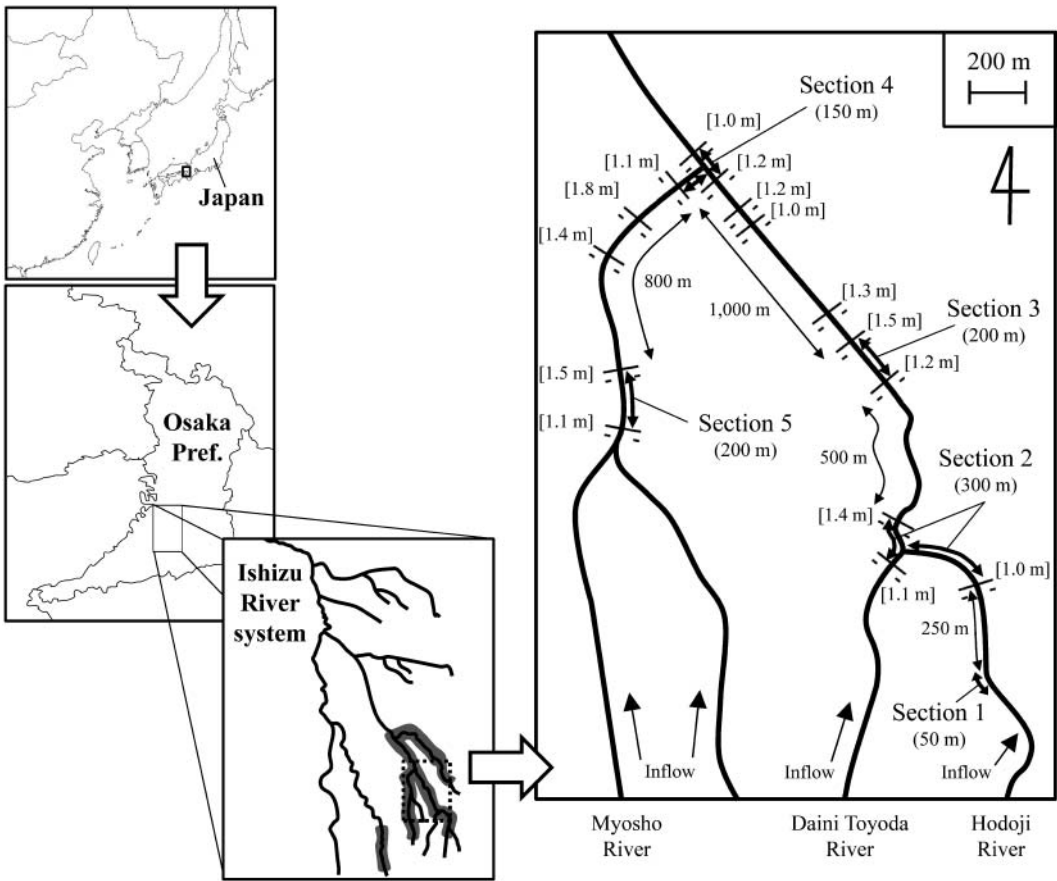 Japan
Osaka
Pref.
Ishizu
River
system
200 m
Section 4
(150 m)
[1.0 m]
[1.1 m]
[1.2 m]
[1.8 m]
[1.2 m]
[1.0 m]
[1.4 m]
800 m
1,000 m
[1.3 m]
[1.5 m]
Section 3
(200 m)
[1.2 m]
[1.5 m]
[1.1 m]
Section 5
(200 m)
500 m
Section 2
(300 m)
[1.4 m]
[1.1 m]
[1.0 m]
250 m
Section 1
(50 m)
Inflow
Inflow
Inflow
Myosho
River
Daini Toyoda
River
Hodoji
River